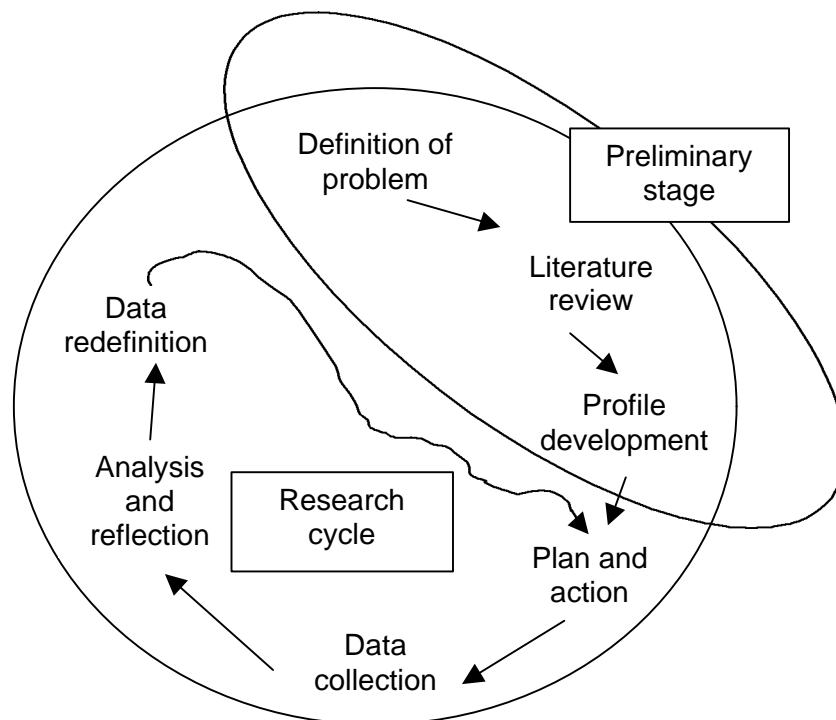 Definition of
problem
Preliminary
stage
Literature
review
Profile
development
Plan and
action
Data
collection
Analysis
and
reflection
Data
redefinition
Research
cycle